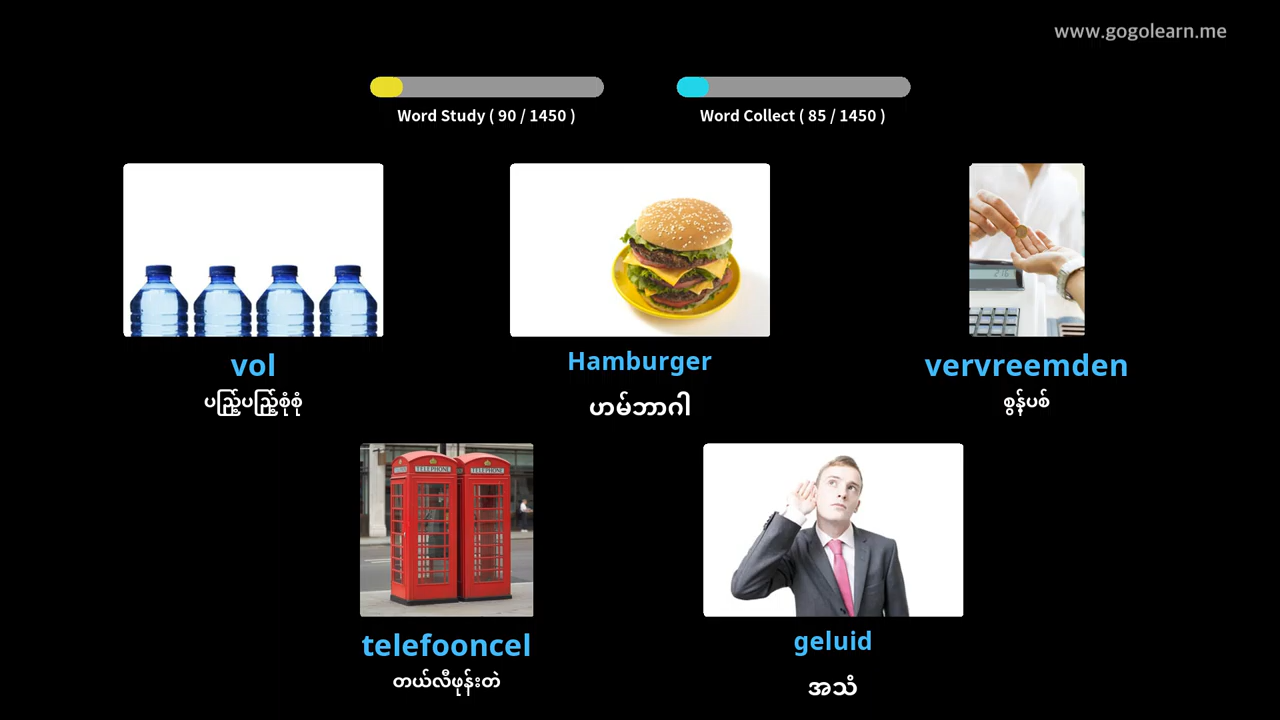 www.gogolearn.me
Word Study ( 90 / 1450 )
Word Collect ( 85 / 1450 )
vol
ပည့်ပည့်စုံစုံ
Hamburger
ဟမ်ဘာဂါ
vervreemden
စွန့်ပစ်
TELEPHONE
TELEPHONE
telefooncel
တယ်လီဖုန်းတဲ
geluid
အသံ